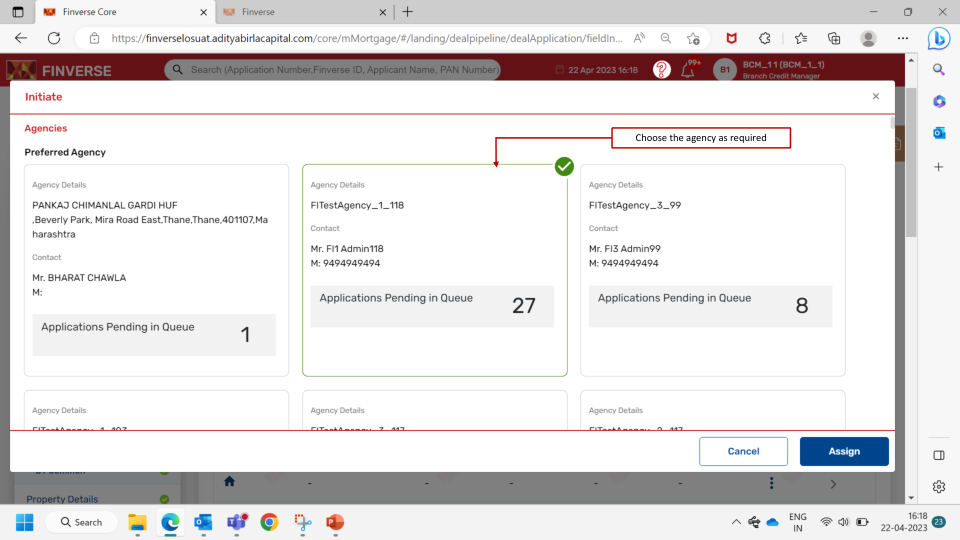 Finverse Core
Finverse
https://finverselosuat.adityabirlacapital.com/core/mMortgage/#/landing/dealpipeline/dealApplication/fieldIn...
FINVERSE
Search (Application Number,Finverse ID, Applicant Name, PAN Number)
22 Apr 2023 16:18
99+
B1
BCM_1 1 (BCM_1_1)
Branch Credit Manager
Initiate
Agencies
Choose the agency as required
Preferred Agency
Agency Details
PANKAJ CHIMANLAL GARDI HUF
,Beverly Park, Mira Road East,Thane,Thane,401107,Ma
harashtra
Contact
Mr. BHARAT CHAWLA
M:
Applications Pending in Queue
1
Agency Details
FITestAgency_1_118
Contact
Mr. FI1 Admin118
M: 9494949494
Applications Pending in Queue
27
Agency Details
FITestAgency_3_99
Contact
Mr. FI3 Admin99
M: 9494949494
Applications Pending in Queue
8
Agency Details
Agency Details
Agency Details
Cancel
Assign
Property Details
- - - -
Search
ENG
IN
16:18
22-04-2023
23